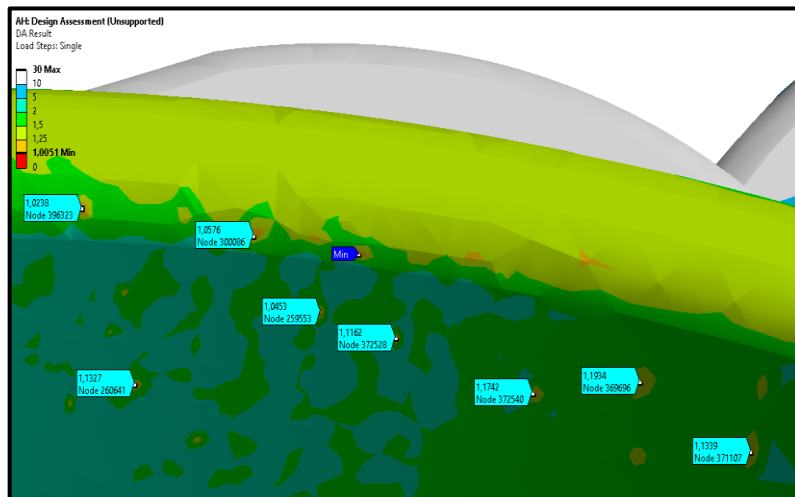 AH: Design Assessment (Unsupported)
DA Result
Load Steps: Single
30 Max
10
5
2
1,5
1,25
1,0051 Min
0
1,0238
Node 396323
1,0576
Node 300086
Min
1,0453
Node 259553
1,1162
Node 372528
1,1327
Node 260641
1,1742
Node 372540
1,1934
Node 369696
1,1339
Node 371107